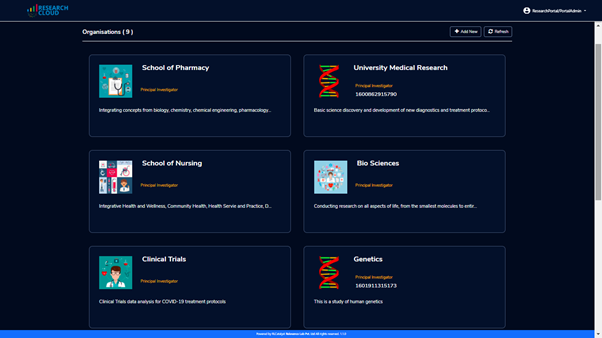 RESEARCH
CLOUD
ResearchPortal/PortalAdmin
Organisations ( 9 )
+ Add New
Refresh
School of Pharmacy
Principal Investigator
Integrating concepts from biology, chemistry, chemical engineering, pharmacology...
University Medical Research
Principal Investigator
1600862915790
Basic science discovery and development of new diagnostics and treatment protoco...
School of Nursing
Principal Investigator
Integrative Health and Wellness, Community Health, Health Servie and Practice, D...
Bio Sciences
Principal Investigator
Conducting research on all aspects of life, from the smallest molecules to entir...
Clinical Trials
Principal Investigator
Clinical Trials data analysis for COVID-19 treatment protocols
Genetics
Principal Investigator
1601911315173
This is a study of human genetics